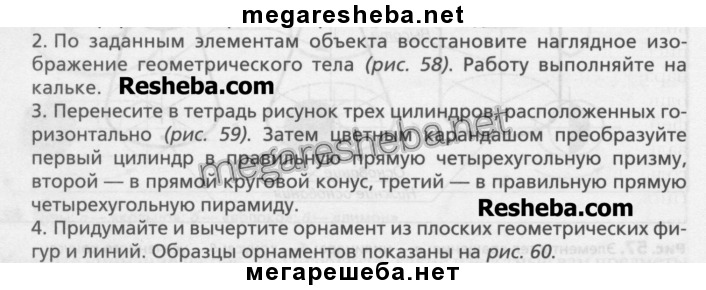 megaresheba.net
2. По заданным элементам объекта восстановите наглядное изо-
бражение геометрического тела (рис. 58). Работу выполняйте на
кальке. Resheba.com
3. Перенесите в тетрадь рисунок трех цилиндров, расположенных го-
ризонтально (рис. 59). Затем цветным карандашом преобразуйте
первый цилиндр в правильную прямую четырехугольную призму,
второй — в прямой круговой конус, третий — в правильную прямую
четырехугольную пирамиду.
megaresheba.net
Resheba.com
4. Придумайте и вычертите орнамент из плоских геометрических фи-
гур и линий. Образцы орнаментов показаны на рис. 60.
мегарешеба.нет